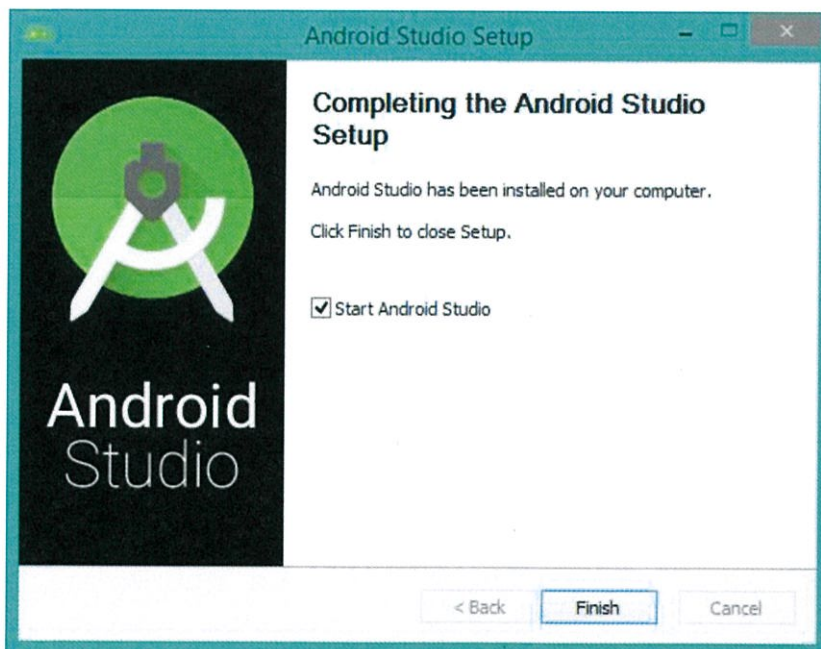 Android Studio Setup
Completing the Android Studio
Setup
Android Studio has been installed on your computer.
Click Finish to close Setup.
Start Android Studio
Android
Studio
< Back
Finish
Cancel